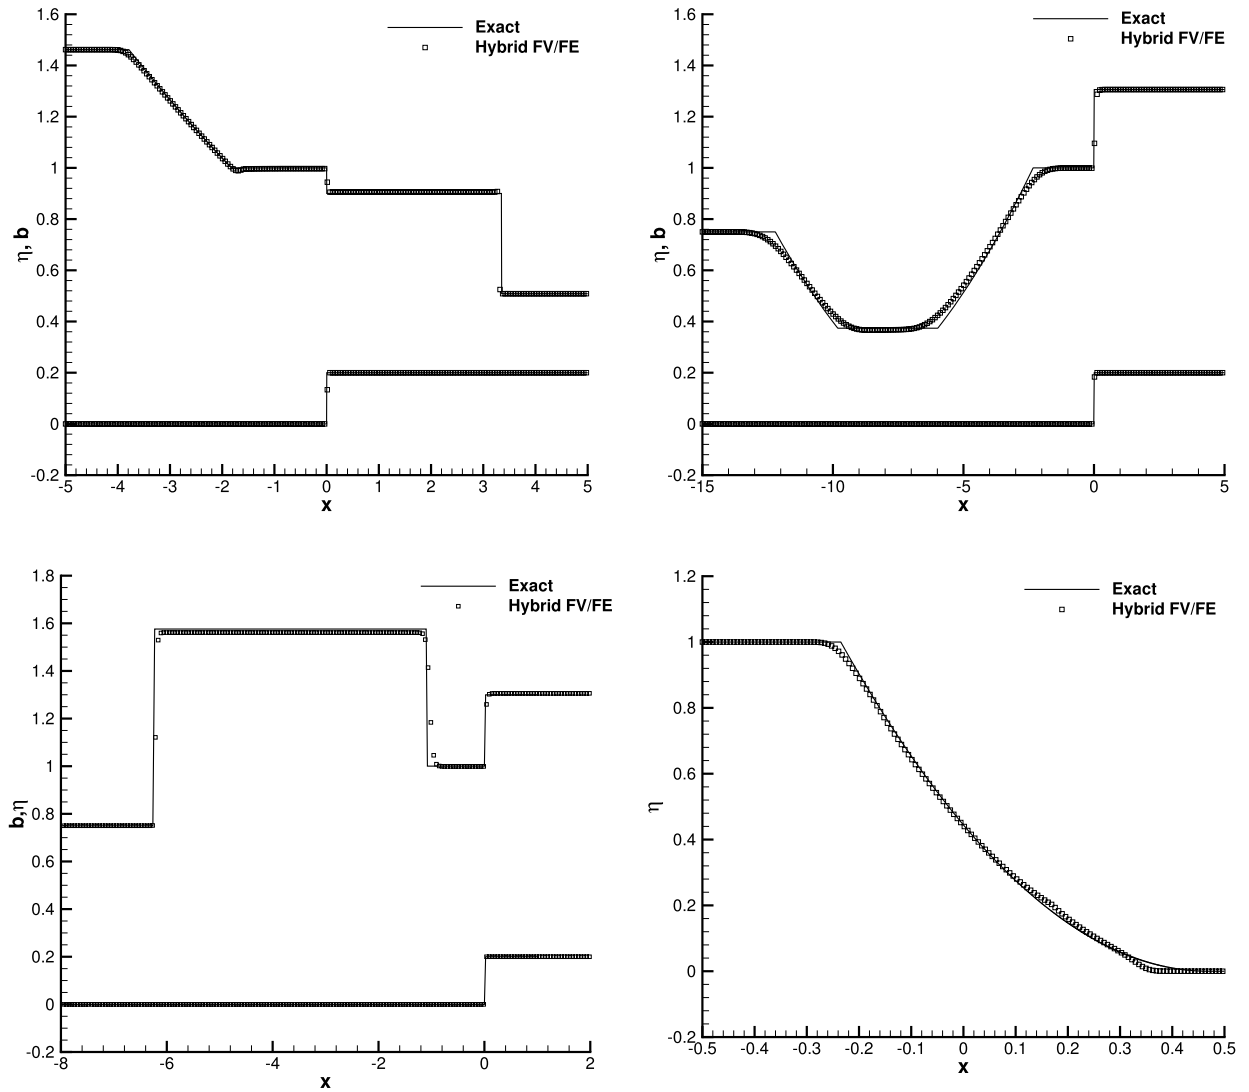 1.6
1.4
1.2
1
0.8
0.6
0.4
0.2
0
-0.2
η, b
-5 -4 -3 -2 -1 0 1 2 3 4 5
x
Exact
Hybrid FV/FE
1.6
1.4
1.2
1
0.8
0.6
0.4
0.2
0
-0.2
η, b
-15 -10 -5 0 5
x
Exact
Hybrid FV/FE
1.8
1.6
1.4
1.2
1
0.8
0.6
0.4
0.2
0
-0.2
b,η
-8 -6 -4 -2 0 2
x
Exact
Hybrid FV/FE
1.2
1
0.8
0.6
0.4
0.2
0
-0.2
η
-0.5 -0.4 -0.3 -0.2 -0.1 0 0.1 0.2 0.3 0.4 0.5
x
Exact
Hybrid FV/FE